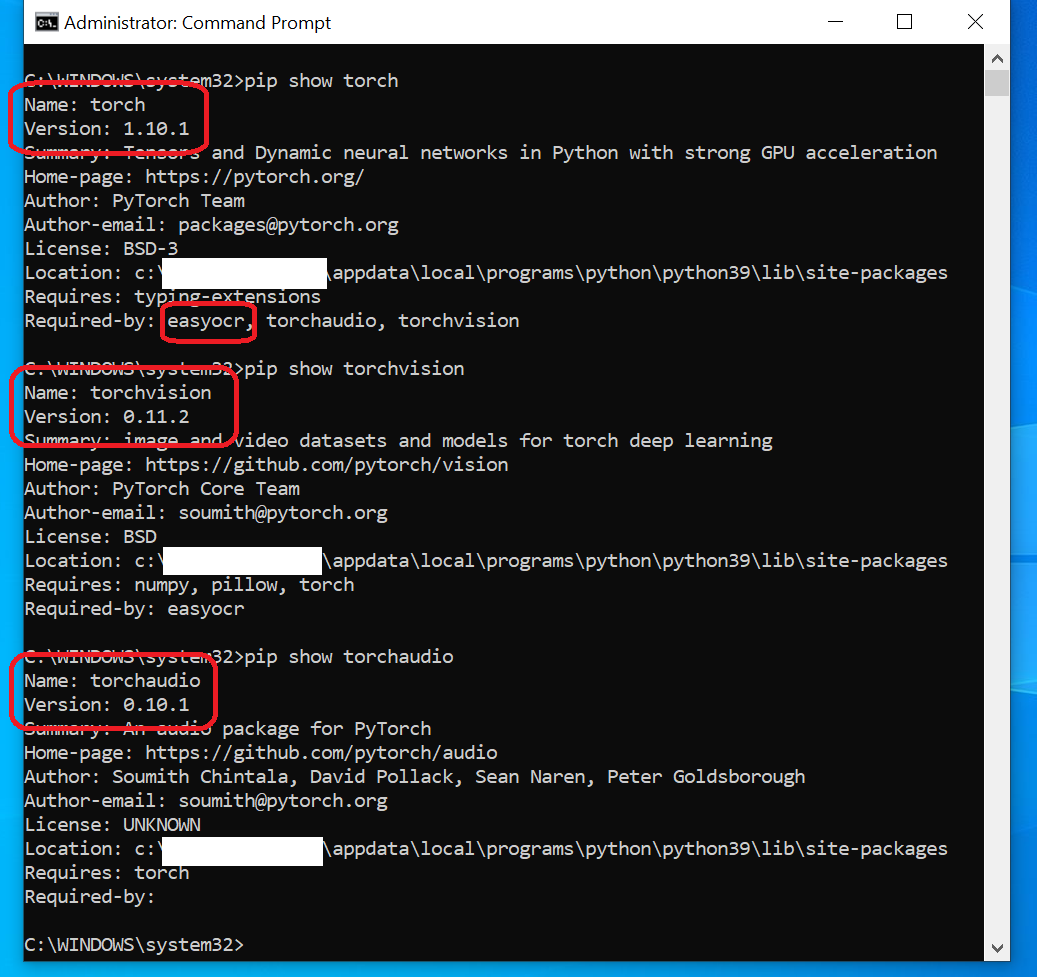 Administrator: Command Prompt
C:\WINDOWS\system32>pip show torch
Name: torch
Version: 1.10.1
Summary: Tensors and Dynamic neural networks in Python with strong GPU acceleration
Home-page: https://pytorch.org/
Author: PyTorch Team
Author-email: packages@pytorch.org
License: BSD-3
Location: c:\ \appdata\local\programs\python\python39\lib\site-packages
Requires: typing-extensions
Required-by: easyocr, torchaudio, torchvision
C:\WINDOWS\system32>pip show torchvision
Name: torchvision
Version: 0.11.2
Summary: image and video datasets and models for torch deep learning
Home-page: https://github.com/pytorch/vision
Author: PyTorch Core Team
Author-email: soumith@pytorch.org
License: BSD
Location: c:\ \appdata\local\programs\python\python39\lib\site-packages
Requires: numpy, pillow, torch
Required-by: easyocr
C:\WINDOWS\system32>pip show torchaudio
Name: torchaudio
Version: 0.10.1
Summary: An audio package for PyTorch
Home-page: https://github.com/pytorch/audio
Author: Soumith Chintala, David Pollack, Sean Naren, Peter Goldsborough
Author-email: soumith@pytorch.org
License: UNKNOWN
Location: c:\ \appdata\local\programs\python\python39\lib\site-packages
Requires: torch
Required-by:
C:\WINDOWS\system32>